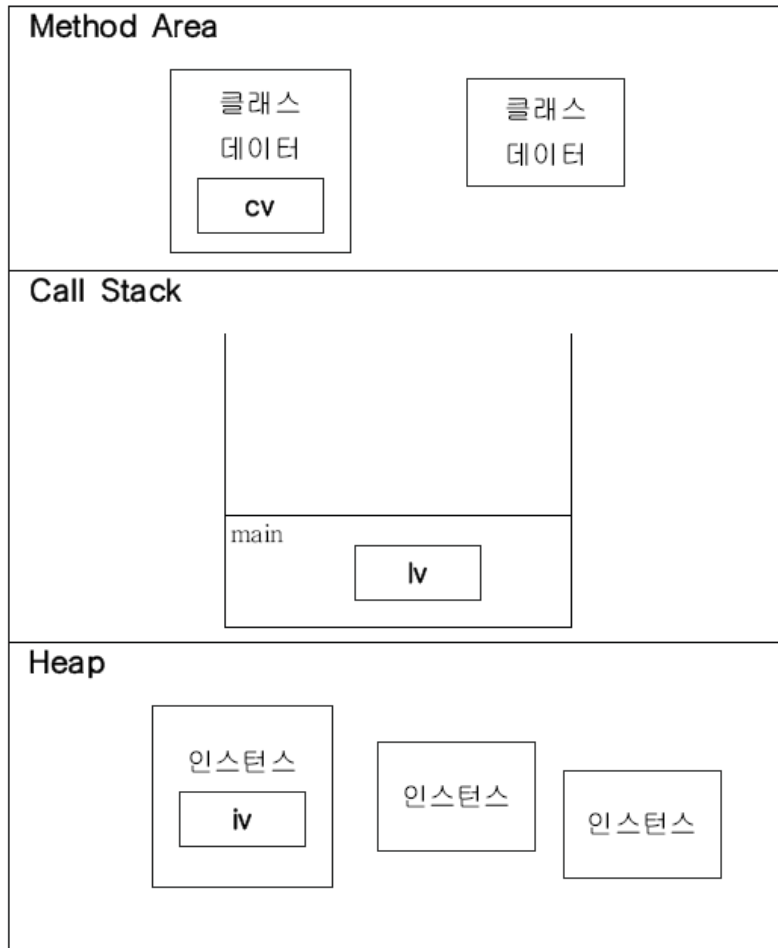 Method Area
클래스
데이터
cv
클래스
데이터
Call Stack
main
lv
Heap
인스턴스
iv
인스턴스
인스턴스